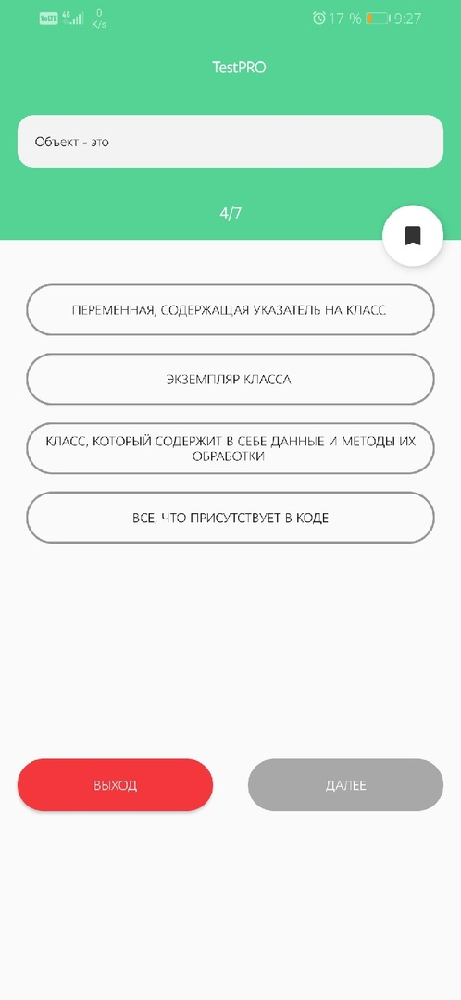 VoLTE 4G 0 K/s 17 % 9:27
TestPRO
Объект - это
4/7
ПЕРЕМЕННАЯ, СОДЕРЖАЩАЯ УКАЗАТЕЛЬ НА КЛАСС
ЭКЗЕМПЛЯР КЛАССА
КЛАСС, КОТОРЫЙ СОДЕРЖИТ В СЕБЕ ДАННЫЕ И МЕТОДЫ ИХ
ОБРАБОТКИ
ВСЕ, ЧТО ПРИСУТСТВУЕТ В КОДЕ
ВЫХОД
ДАЛЕЕ